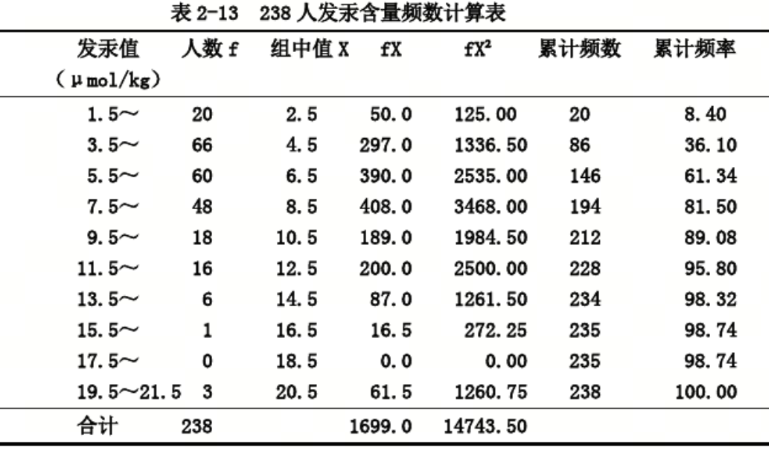 表 2-13 238 人发汞含量频数计算表
发汞值 人数 f 组中值 X fX fX² 累计频数 累计频率
（μmol/kg）
1.5～ 20 2.5 50.0 125.00 20 8.40
3.5～ 66 4.5 297.0 1336.50 86 36.10
5.5～ 60 6.5 390.0 2535.00 146 61.34
7.5～ 48 8.5 408.0 3468.00 194 81.50
9.5～ 18 10.5 189.0 1984.50 212 89.08
11.5～ 16 12.5 200.0 2500.00 228 95.80
13.5～ 6 14.5 87.0 1261.50 234 98.32
15.5～ 1 16.5 16.5 272.25 235 98.74
17.5～ 0 18.5 0.0 0.00 235 98.74
19.5～21.5 3 20.5 61.5 1260.75 238 100.00
合计 238 1699.0 14743.50